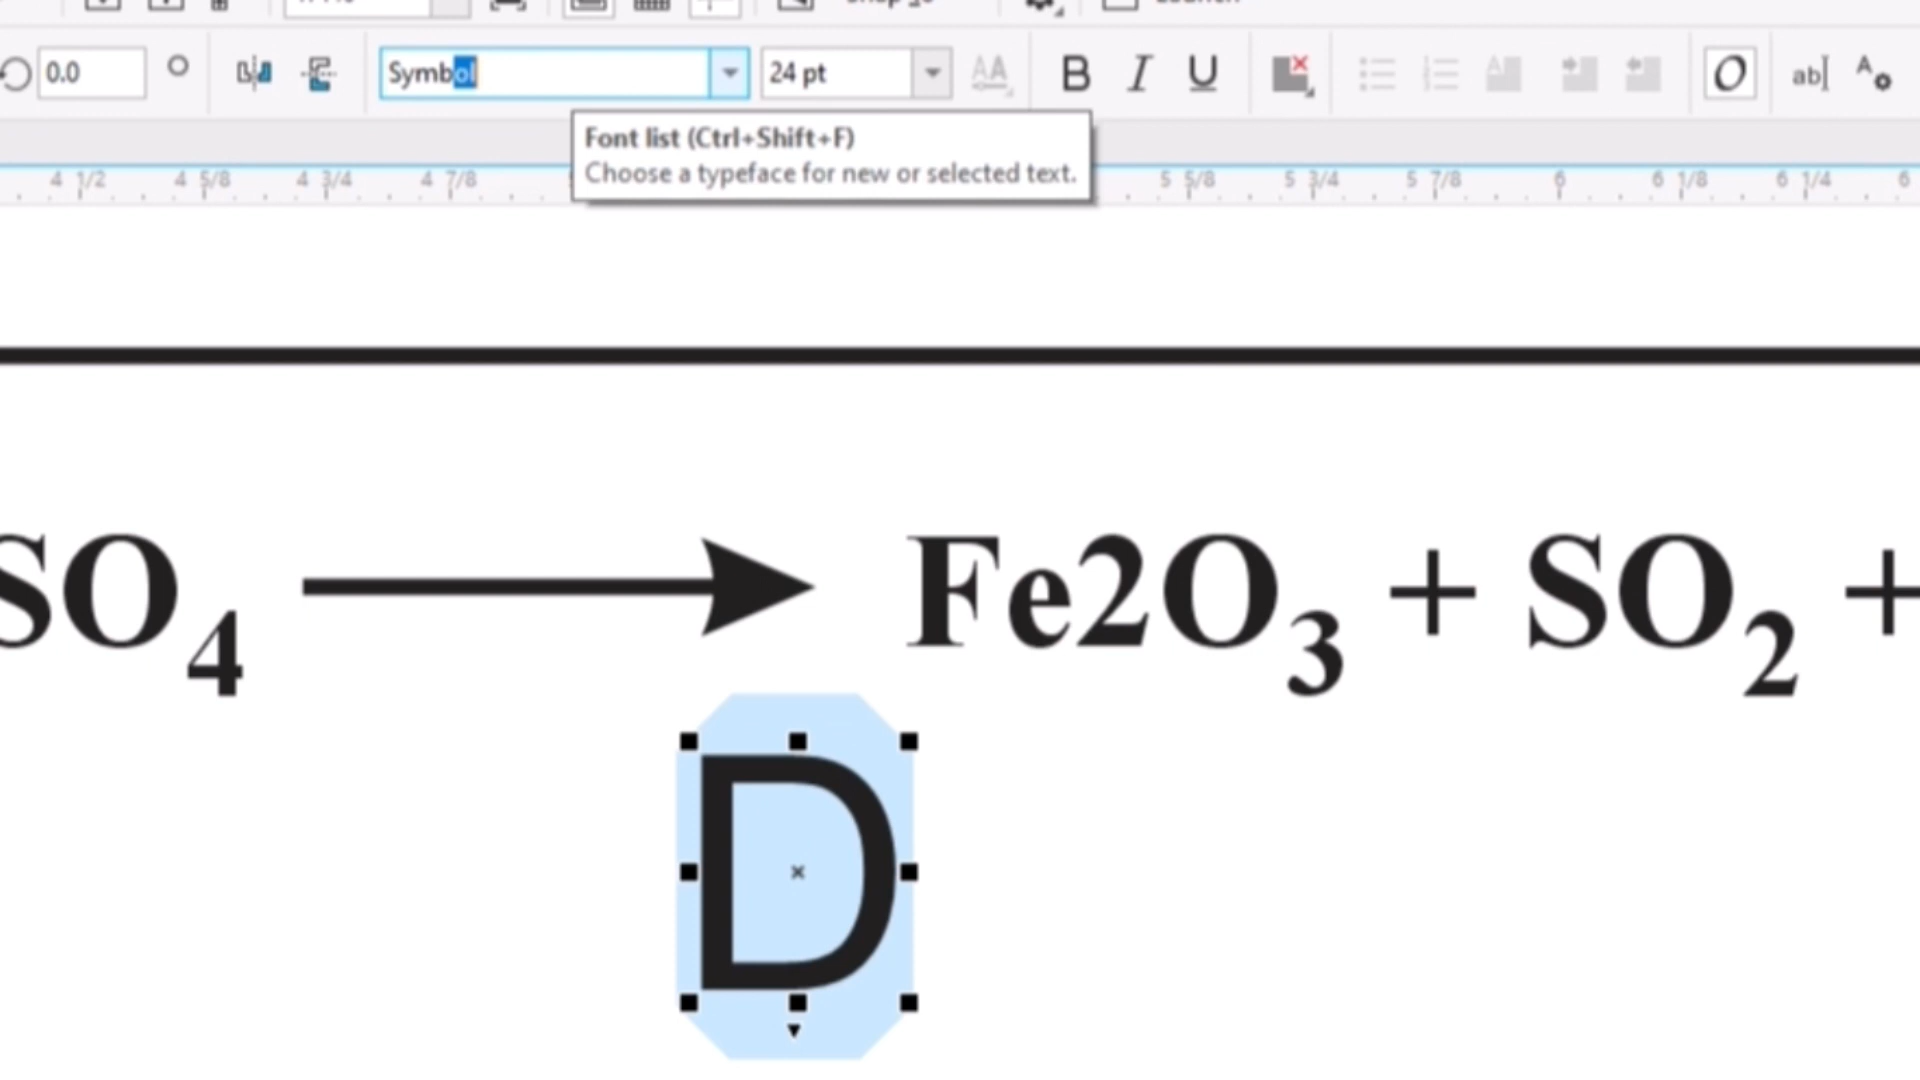 0.0 Symbol 24 pt B I U O ab A
Font list (Ctrl+Shift+F)
Choose a typeface for new or selected text.
4 1/2 4 5/8 4 3/4 4 7/8 5 5/8 5 3/4 5 7/8 6 6 1/8 6 1/4 6
SO4 Fe2O3 + SO2 +
D